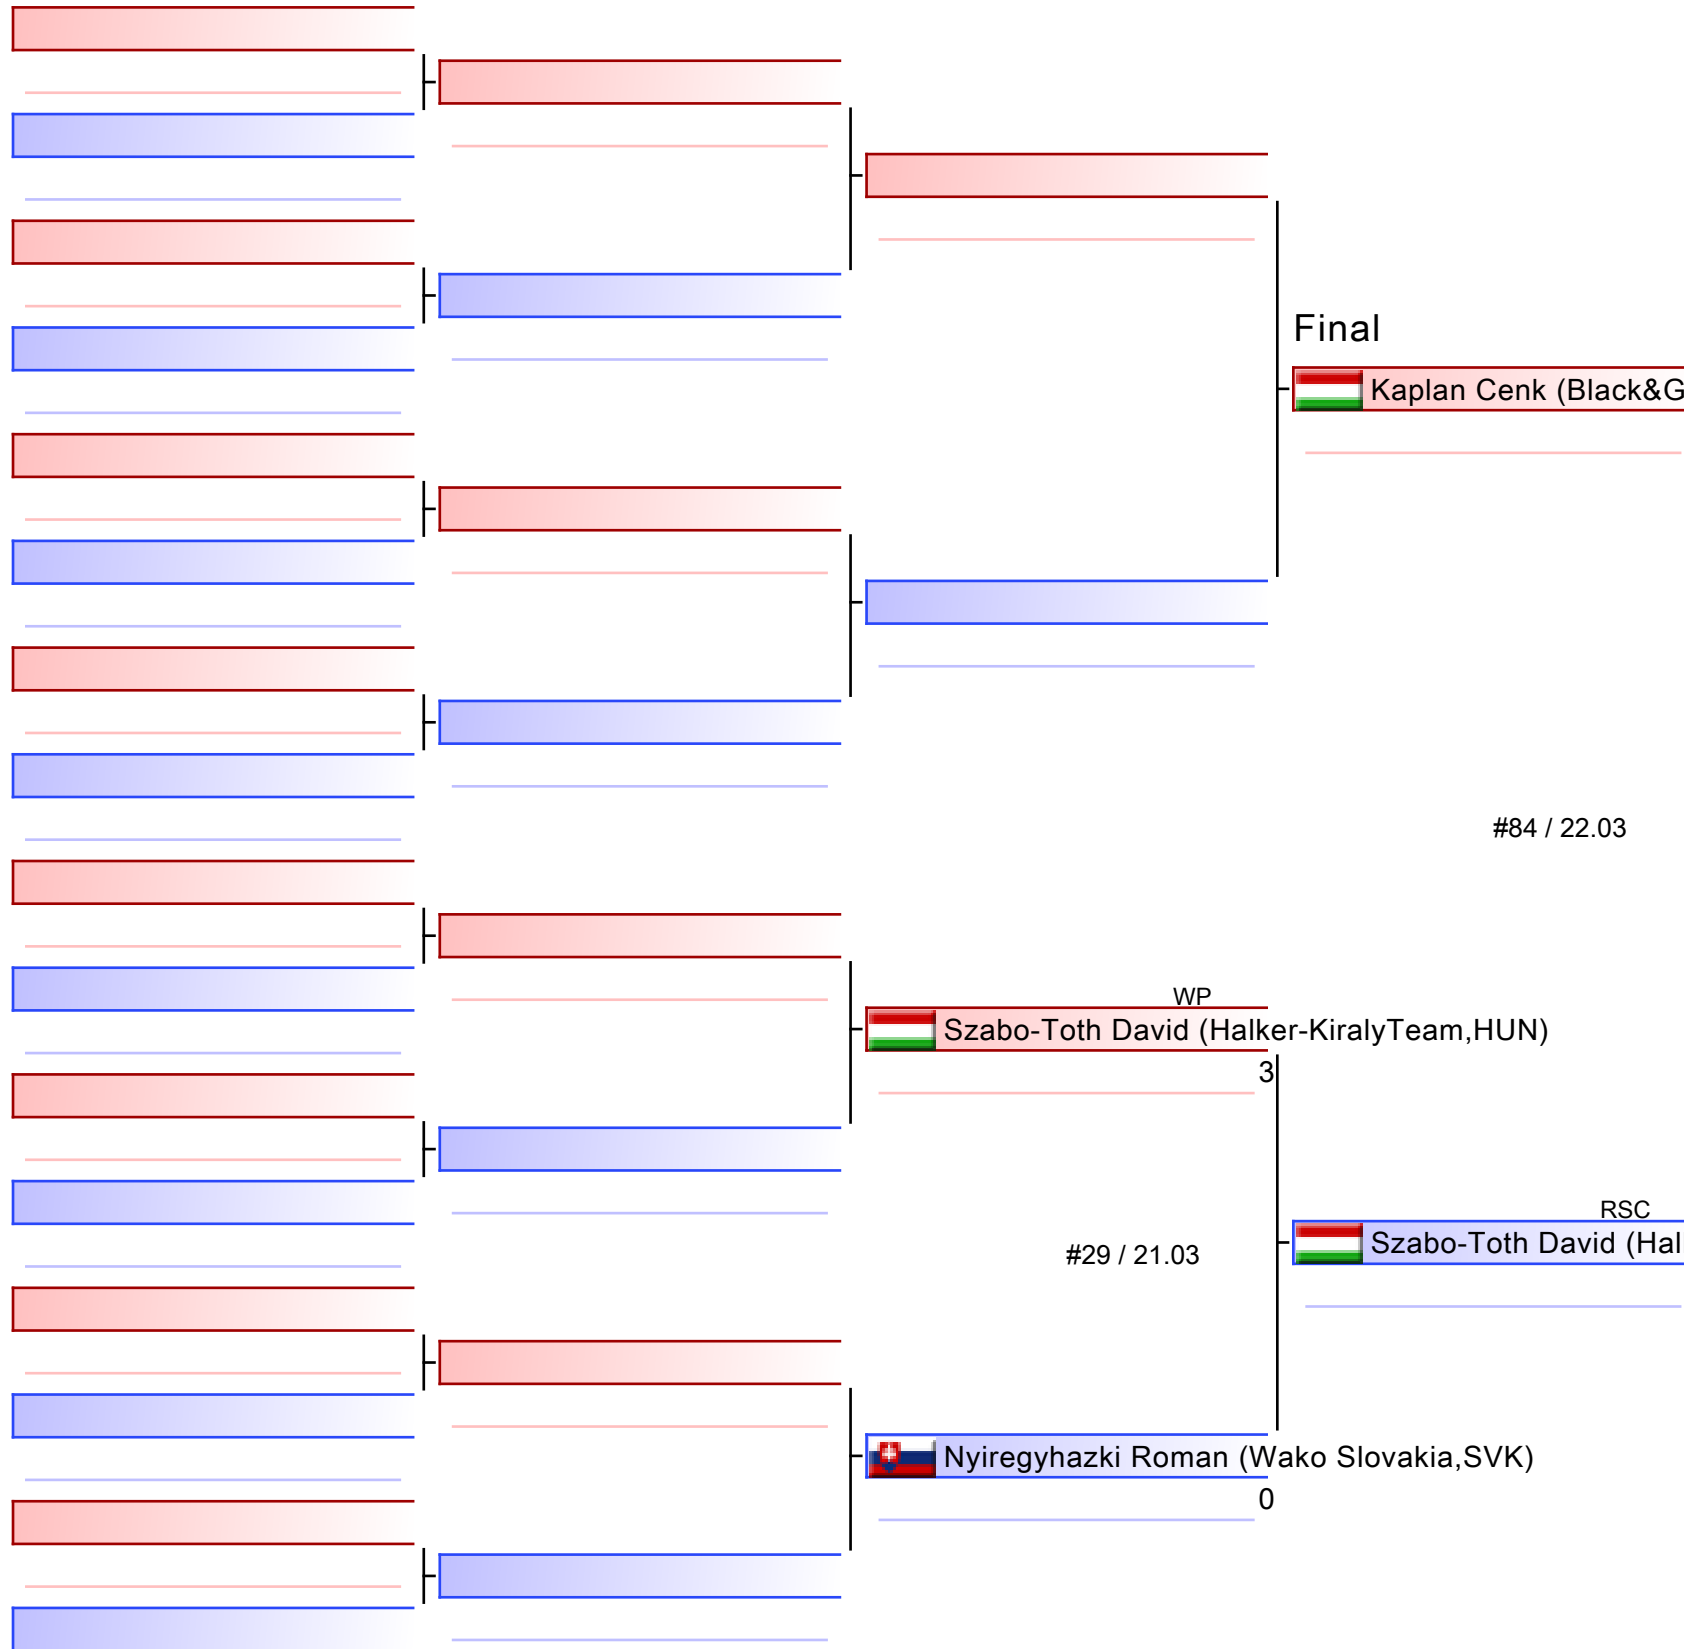 Final
Kaplan Cenk (Black&G
#84 / 22.03
WP
Szabo-Toth David (Halker-KiralyTeam,HUN)
3
RSC
Szabo-Toth David (Hal
#29 / 21.03
Nyiregyhazki Roman (Wako Slovakia,SVK)
0